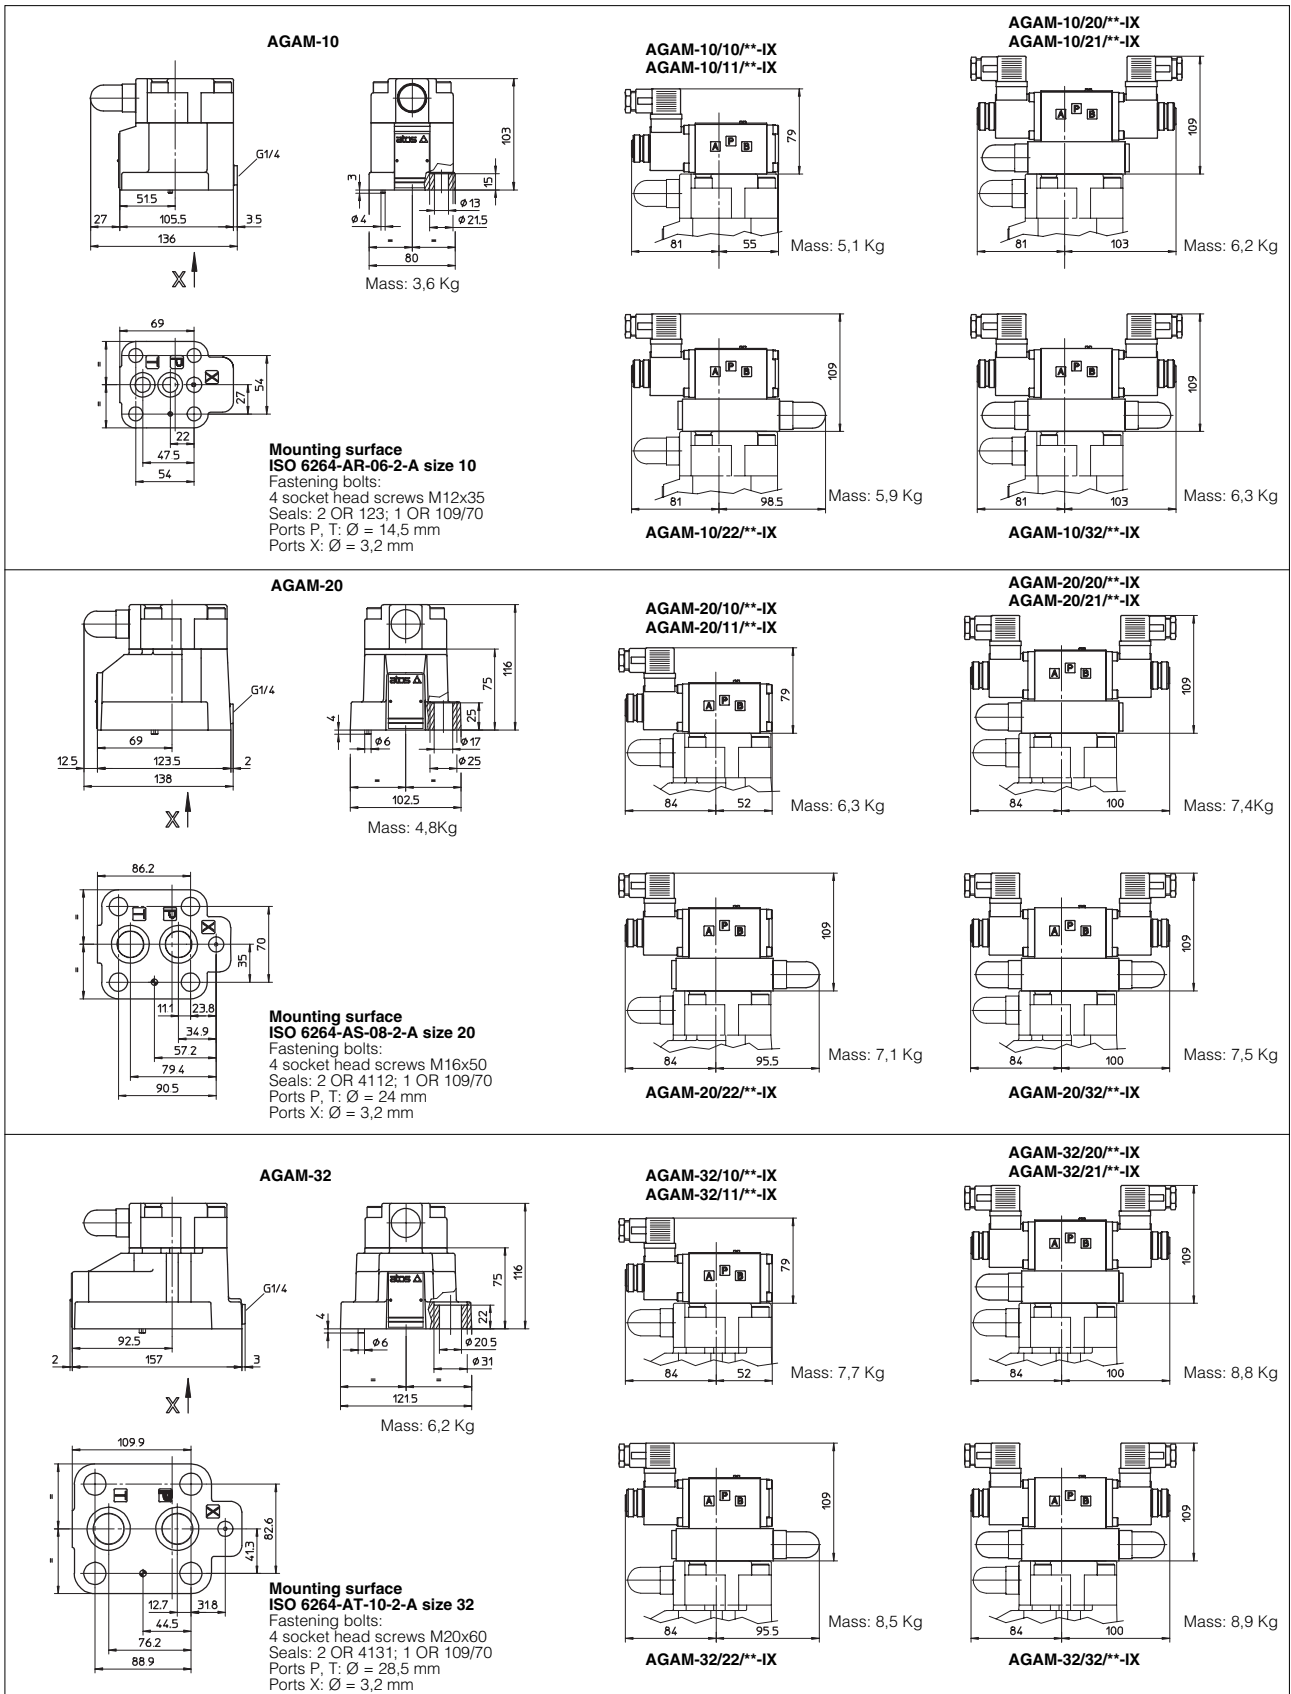 AGAM-10
G1/4
51.5
27
105.5
3.5
136
X
atos
103
3
15
ø4
ø13
ø21.5
=
=
80
Mass: 3,6 Kg
AGAM-10/10/**-IX
AGAM-10/11/**-IX
A P B
79
81
55
Mass: 5,1 Kg
AGAM-10/20/**-IX
AGAM-10/21/**-IX
A P B
109
81
103
Mass: 6,2 Kg
69
=
=
T P X
27
54
22
47.5
54
Mounting surface
ISO 6264-AR-06-2-A size 10
Fastening bolts:
4 socket head screws M12x35
Seals: 2 OR 123; 1 OR 109/70
Ports P, T: Ø = 14,5 mm
Ports X: Ø = 3,2 mm
A P B
109
81
98.5
Mass: 5,9 Kg
AGAM-10/22/**-IX
A P B
109
81
103
Mass: 6,3 Kg
AGAM-10/32/**-IX
AGAM-20
G1/4
69
12.5
123.5
2
138
X
atos
116
75
25
4
ø6
ø17
ø25
=
=
102.5
Mass: 4,8Kg
AGAM-20/10/**-IX
AGAM-20/11/**-IX
A P B
79
84
52
Mass: 6,3 Kg
AGAM-20/20/**-IX
AGAM-20/21/**-IX
A P B
109
84
100
Mass: 7,4Kg
86.2
=
=
T P X
35
70
11.1
23.8
34.9
57.2
79.4
90.5
Mounting surface
ISO 6264-AS-08-2-A size 20
Fastening bolts:
4 socket head screws M16x50
Seals: 2 OR 4112; 1 OR 109/70
Ports P, T: Ø = 24 mm
Ports X: Ø = 3,2 mm
A P B
109
84
95.5
Mass: 7,1 Kg
AGAM-20/22/**-IX
A P B
109
84
100
Mass: 7,5 Kg
AGAM-20/32/**-IX
AGAM-32
G1/4
92.5
2
157
3
X
atos
116
75
22
4
ø6
ø20.5
ø31
=
=
121.5
Mass: 6,2 Kg
AGAM-32/10/**-IX
AGAM-32/11/**-IX
A P B
79
84
52
Mass: 7,7 Kg
AGAM-32/20/**-IX
AGAM-32/21/**-IX
A P B
109
84
100
Mass: 8,8 Kg
109.9
=
=
T P X
41.3
82.6
12.7
31.8
44.5
76.2
88.9
Mounting surface
ISO 6264-AT-10-2-A size 32
Fastening bolts:
4 socket head screws M20x60
Seals: 2 OR 4131; 1 OR 109/70
Ports P, T: Ø = 28,5 mm
Ports X: Ø = 3,2 mm
A P B
109
84
95.5
Mass: 8,5 Kg
AGAM-32/22/**-IX
A P B
109
84
100
Mass: 8,9 Kg
AGAM-32/32/**-IX